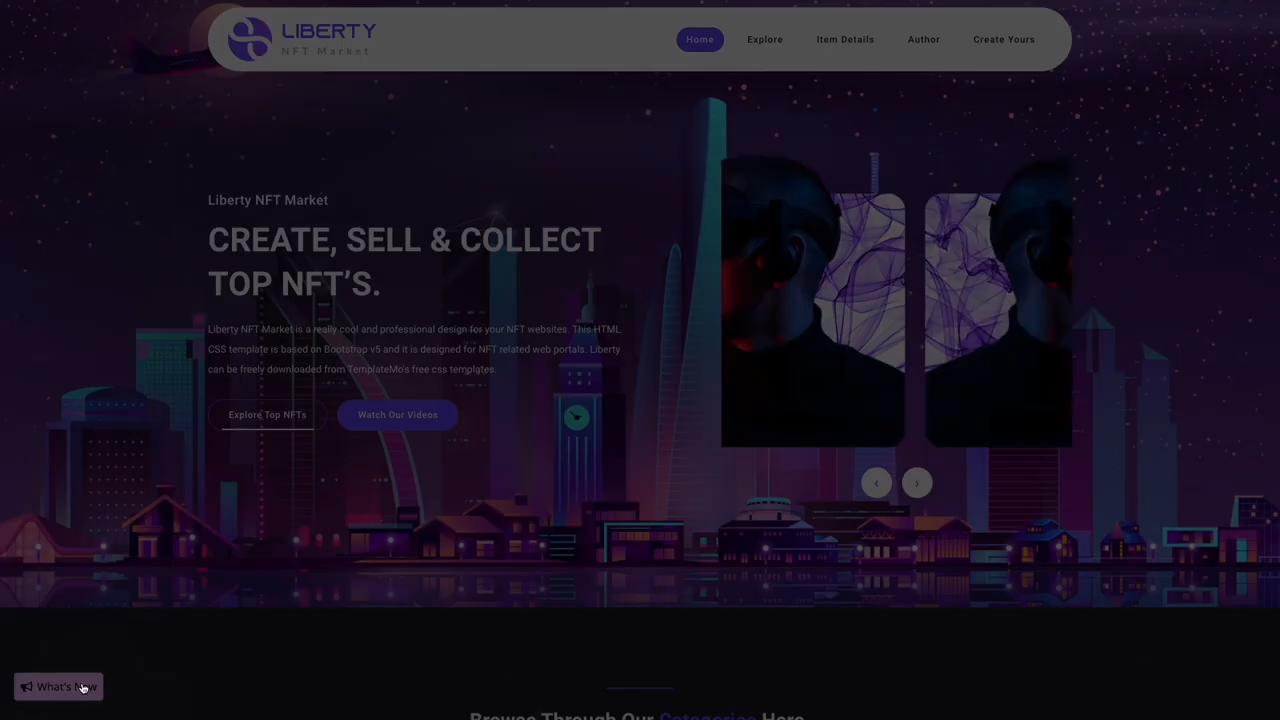 LIBERTY
NFT Market
Home
Explore
Item Details
Author
Create Yours
Liberty NFT Market
CREATE, SELL & COLLECT
TOP NFT'S.
Liberty NFT Market is a really cool and professional design for your NFT websites. This HTML
CSS template is based on Bootstrap v5 and it is designed for NFT related web portals. Liberty
can be freely downloaded from TemplateMo's free css templates.
Explore Top NFTs
Watch Our Videos
What's New
Browse Through Our Categories Here.